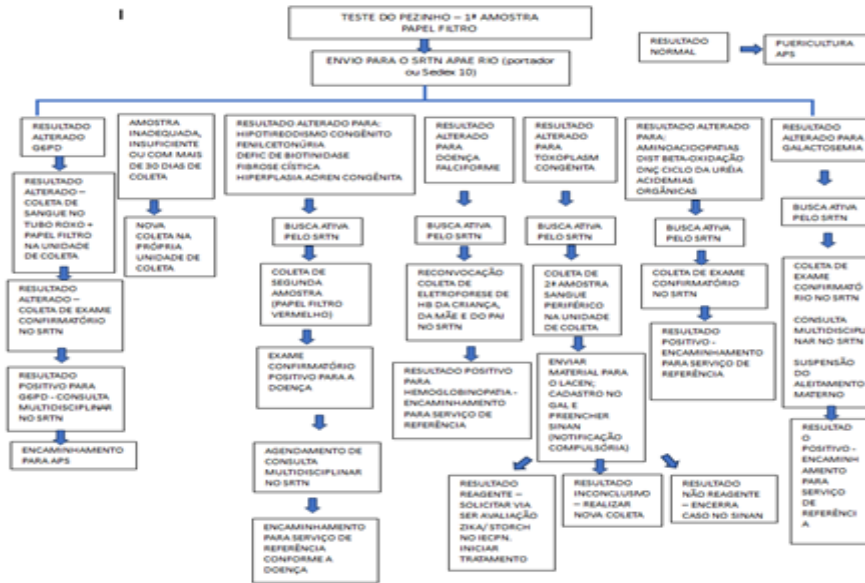 TESTE DO PEZINHO – 1ª AMOSTRA
PAPEL FILTRO
ENVIO PARA O SRTN APAE RIO (portador
ou Sedex 10)
RESULTADO
NORMAL
PUERICULTURA
APS
RESULTADO
ALTERADO
G6PD
RESULTADO
ALTERADO –
COLETA DE
SANGUE NO
TUBO ROXO +
PAPEL FILTRO
NA UNIDADE
DE COLETA
RESULTADO
ALTERADO –
COLETA DE EXAME
CONFIRMATÓRIO
NO SRTN
RESULTADO
POSITIVO PARA
G6PD - CONSULTA
MULTIDISCPLINAR
NO SRTN
ENCAMINHAMENTO
PARA APS
AMOSTRA
INADEQUADA,
INSUFICIENTE
OU COM MAIS
DE 30 DIAS DE
COLETA
NOVA
COLETA NA
PRÓPRIA
UNIDADE DE
COLETA
RESULTADO ALTERADO PARA:
HIPOTIREODISMO CONGÊNITO
FENILCETONÚRIA
DEFIC DE BIOTINIDASE
FIBROSE CÍSTICA
HIPERPLASIA ADREN CONGÊNITA
BUSCA ATIVA
PELO SRTN
COLETA DE
SEGUNDA
AMOSTRA
(PAPEL FILTRO
VERMELHO)
EXAME
CONFIRMATÓRIO
POSITIVO PARA A
DOENÇA
AGENDAMENTO DE
CONSULTA
MULTIDISCPLINAR
NO SRTN
ENCAMINHAMENTO
PARA SERVIÇO DE
REFERÊNCIA
CONFORME A
DOENÇA
RESULTADO
ALTERADO
PARA
DOENÇA
FALCIFORME
BUSCA ATIVA
PELO SRTN
RECONVOCAÇÃO
COLETA DE
ELETROFORESE DE
HB DA CRIANÇA,
DA MÃE E DO PAI
NO SRTN
RESULTADO POSITIVO
PARA
HEMOGLOBINOPATIA -
ENCAMINHAMENTO
PARA SERVIÇO DE
REFERÊNCIA
RESULTADO
ALTERADO
PARA
TOXOPLASM
CONGÊNITA
BUSCA ATIVA
PELO SRTN
COLETA DE
2ª AMOSTRA
SANGUE
PERIFÉRICO
NA UNIDADE
DE COLETA
ENVIAR
MATERIAL PARA
O LACEN;
CADASTRO NO
GAL E
PREENCHER
SINAN
(NOTIFICAÇÃO
COMPULSÓRIA)
RESULTADO
REAGENTE –
SOLICITAR VIA
SER AVALIAÇÃO
ZIKA/ STORCH
NO IECPN.
INICIAR
TRATAMENTO
RESULTADO
INCONCLUSIVO
– REALIZAR
NOVA COLETA
RESULTADO
NÃO REAGENTE
– ENCERRA
CASO NO SINAN
RESULTADO ALTERADO
PARA:
AMINOACIDOPATIAS
DIST BETA-OXIDAÇÃO
DNÇ CICLO DA URÉIA
ACIDEMIAS
ORGÂNICAS
BUSCA ATIVA
PELO SRTN
COLETA DE EXAME
CONFIRMATÓRIO
NO SRTN
RESULTADO
POSITIVO -
ENCAMINHAMENTO
PARA SERVIÇO DE
REFERÊNCIA
RESULTADO
ALTERADO PARA
GALACTOSEMIA
BUSCA ATIVA
PELO SRTN
COLETA DE
EXAME
CONFIRMATÓ
RIO NO SRTN
CONSULTA
MULTIDISCIPLI
NAR NO SRTN
SUSPENSÃO
DO
ALEITAMENTO
MATERNO
RESULTAD
O
POSITIVO -
ENCAMINH
AMENTO
PARA
SERVIÇO
DE
REFERÊNCI
A